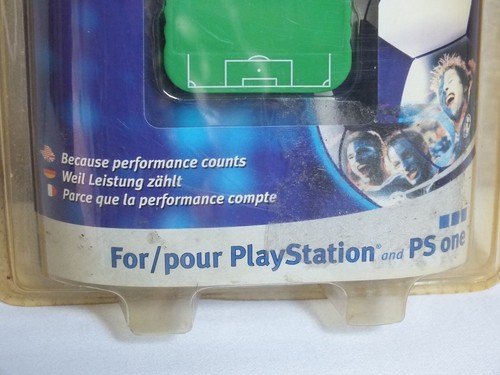 Because performance counts
Weil Leistung zählt
Parce que la performance compte
For/pour PlayStation® and PS one